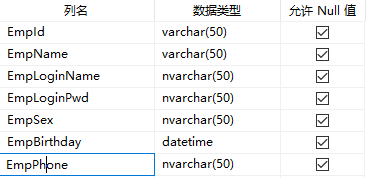 列名 数据类型 允许 Null 值
EmpId varchar(50)
EmpName varchar(50)
EmpLoginName nvarchar(50)
EmpLoginPwd nvarchar(50)
EmpSex nvarchar(50)
EmpBirthday datetime
EmpPhone nvarchar(50)